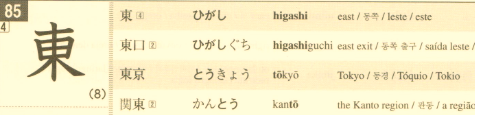 85
4
東
(8)
東 4 ひがし higashi east / 동쪽 / leste / este
東口 2 ひがしぐち higashiguchi east exit / 동쪽 출구 / saída leste /
東京 とうきょう tōkyō Tokyo / 동경 / Tóquio / Tokio
関東 2 かんとう kantō the Kanto region / 관동 / a região